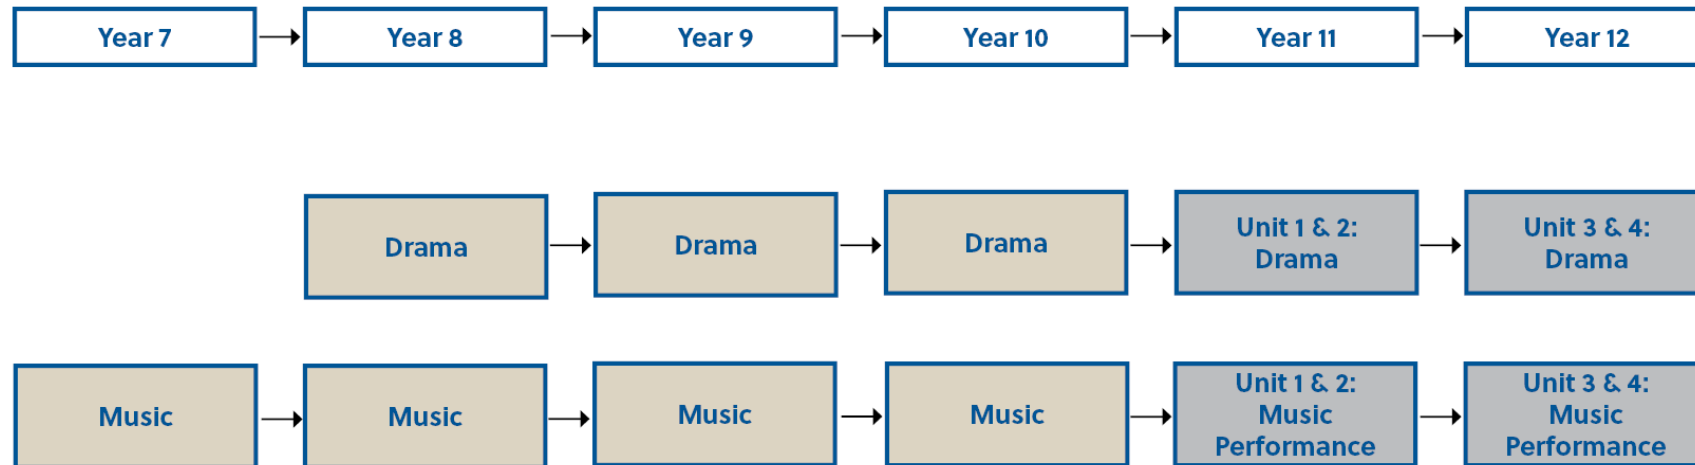 Year 7
Year 8
Year 9
Year 10
Year 11
Year 12
Drama
Drama
Drama
Unit 1 & 2:
Drama
Unit 3 & 4:
Drama
Music
Music
Music
Music
Unit 1 & 2:
Music
Performance
Unit 3 & 4:
Music
Performance